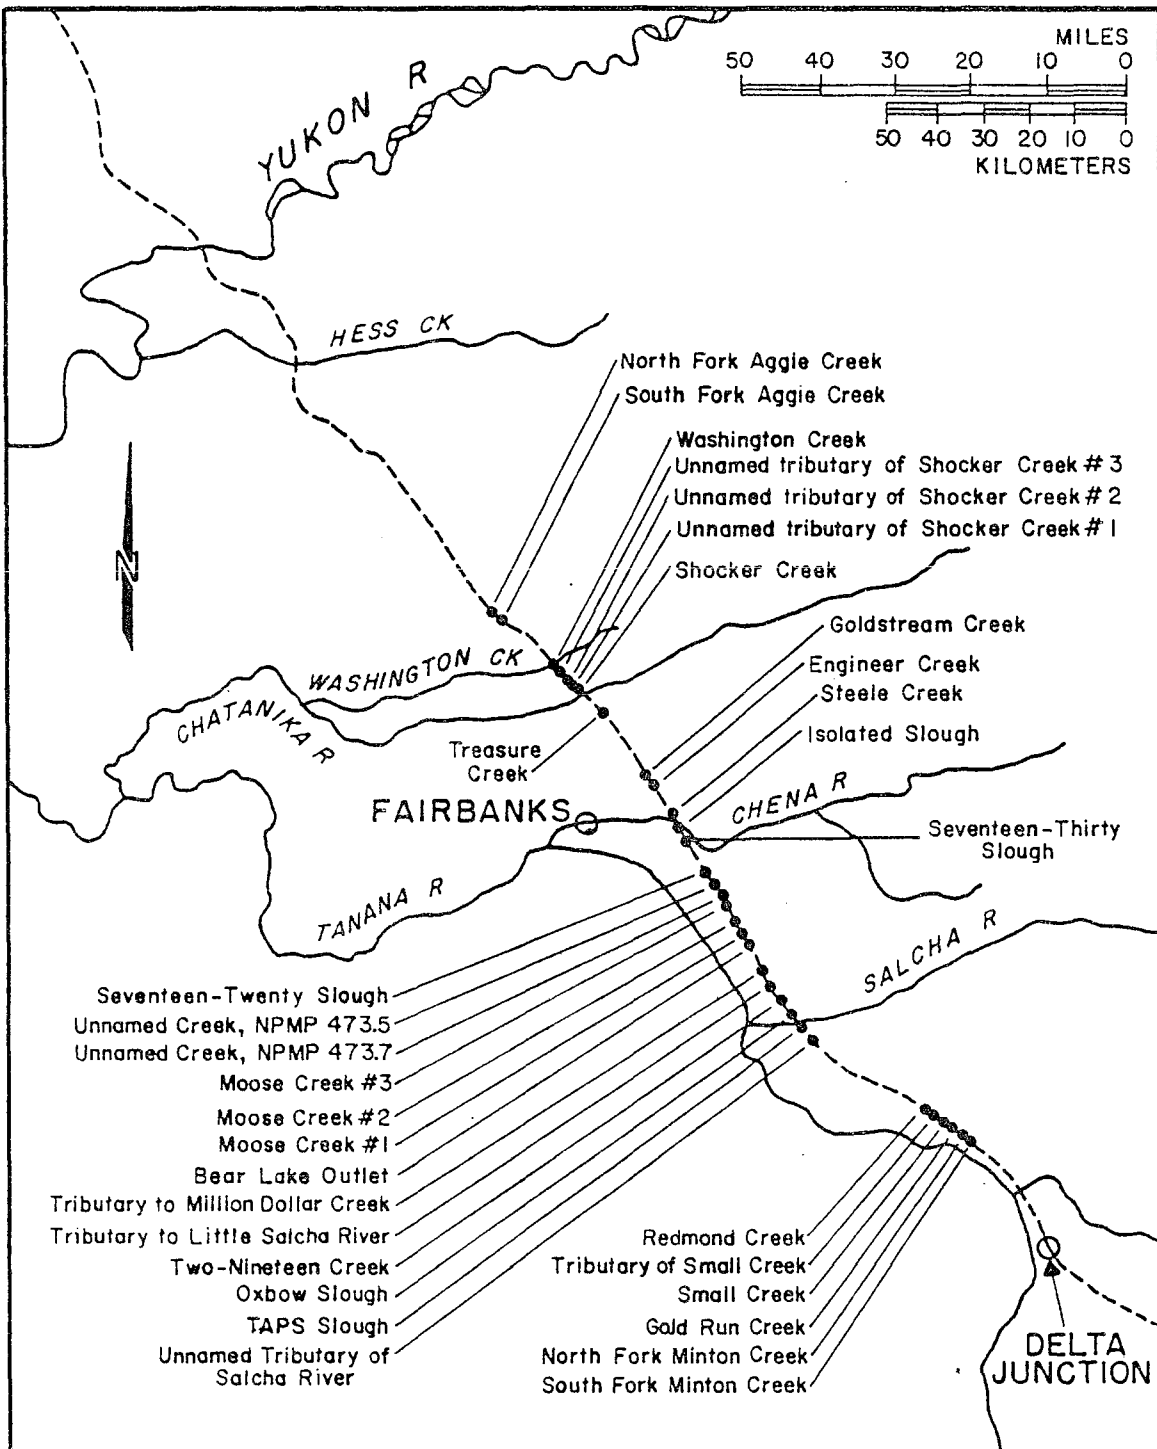 MILES
50 40 30 20 10 0
50 40 30 20 10 0
KILOMETERS
YUKON R
HESS CK
North Fork Aggie Creek
South Fork Aggie Creek
Washington Creek
Unnamed tributary of Shocker Creek #3
Unnamed tributary of Shocker Creek #2
Unnamed tributary of Shocker Creek #1
Shocker Creek
N
Goldstream Creek
Engineer Creek
Steele Creek
Isolated Slough
WASHINGTON CK
CHATANIKA R
Treasure
Creek
FAIRBANKS
CHENA R
Seventeen-Thirty
Slough
TANANA R
SALCHA R
Seventeen-Twenty Slough
Unnamed Creek, NPMP 473.5
Unnamed Creek, NPMP 473.7
Moose Creek #3
Moose Creek #2
Moose Creek #1
Bear Lake Outlet
Tributary to Million Dollar Creek
Tributary to Little Salcha River
Two-Nineteen Creek
Oxbow Slough
TAPS Slough
Unnamed Tributary of
Salcha River
Redmond Creek
Tributary of Small Creek
Small Creek
Gold Run Creek
North Fork Minton Creek
South Fork Minton Creek
DELTA
JUNCTION